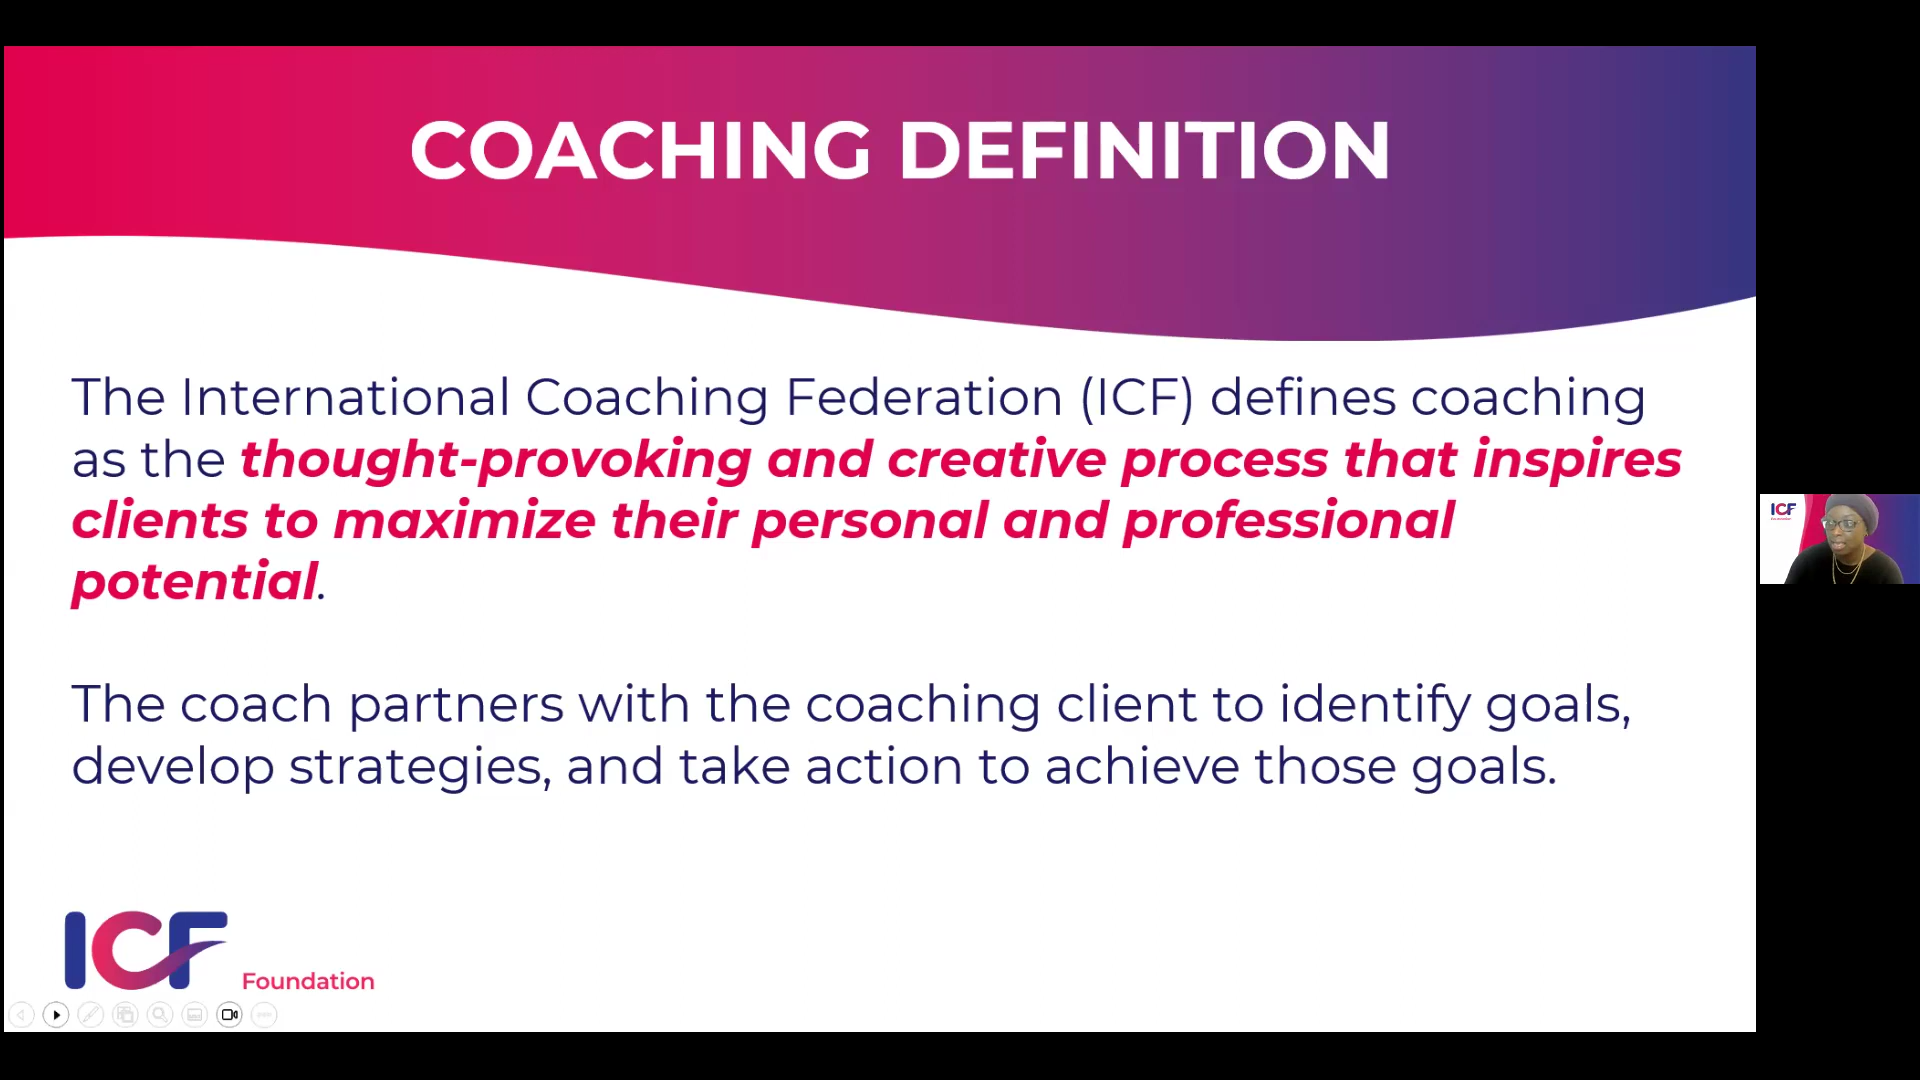 COACHING DEFINITION
The International Coaching Federation (ICF) defines coaching
as the thought-provoking and creative process that inspires
clients to maximize their personal and professional
potential.
The coach partners with the coaching client to identify goals,
develop strategies, and take action to achieve those goals.
ICF
Foundation
ICF